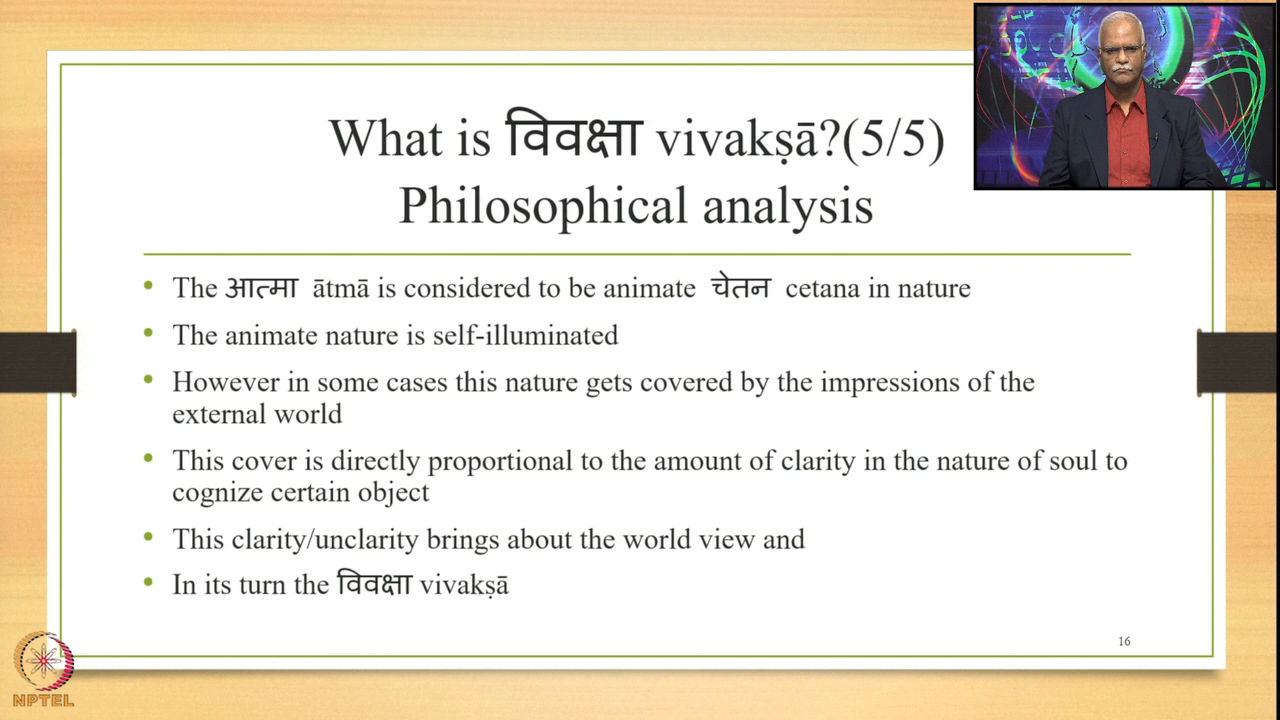 What is विवक्षा vivakṣā?(5/5)
Philosophical analysis
• The आत्मा ātmā is considered to be animate चेतन cetana in nature
• The animate nature is self-illuminated
• However in some cases this nature gets covered by the impressions of the
external world
• This cover is directly proportional to the amount of clarity in the nature of soul to
cognize certain object
• This clarity/unclarity brings about the world view and
• In its turn the विवक्षा vivakṣā
16
NPTEL